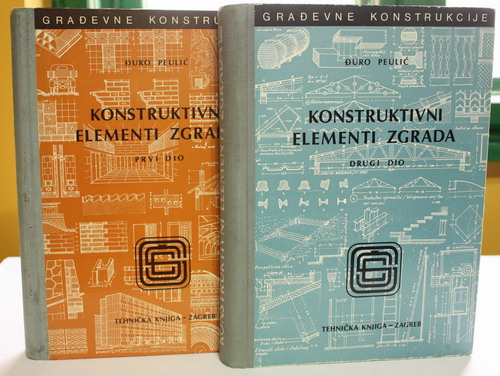 GRAĐEVNE KONSTRUKCIJE
ĐURO PEULIĆ
KONSTRUKTIVN
ELEMENTI ZGRAD
PRVI DIO
TEHNIČKA KNJIGA – ZAGREB
GRAĐEVNE KONSTRUKCIJE
ĐURO PEULIĆ
KONSTRUKTIVNI
ELEMENTI ZGRADA
DRUGI DIO
TEHNIČKA KNJIGA – ZAGREB